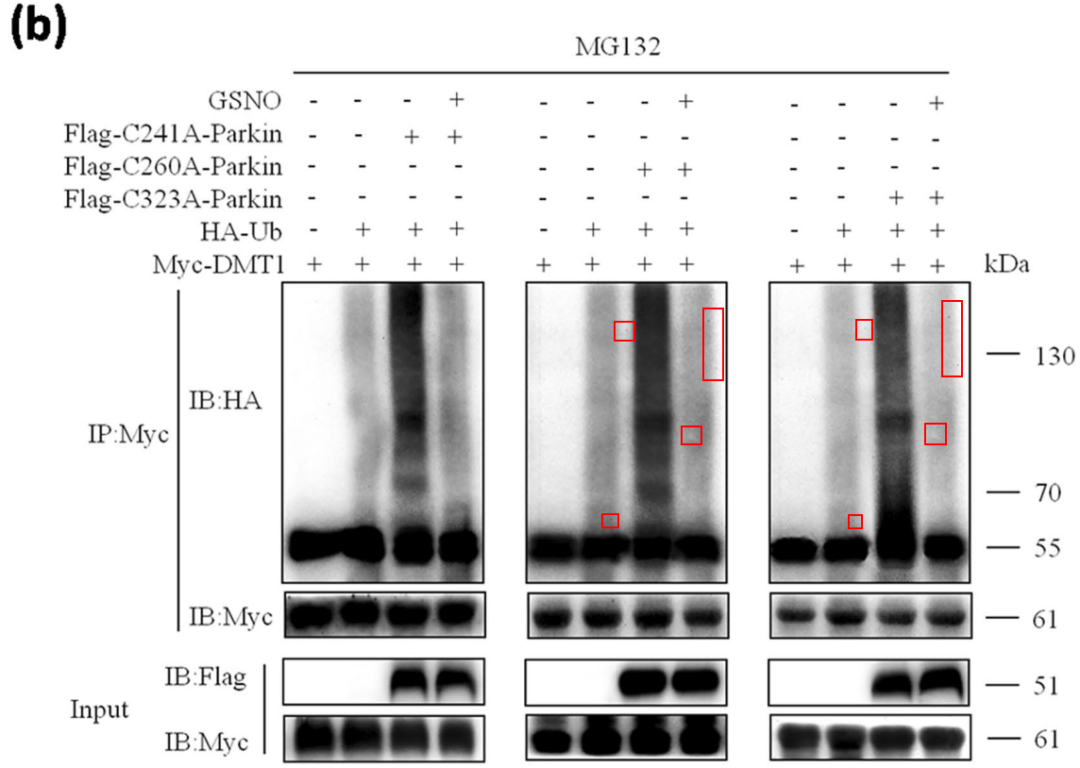 (b)
MG132
GSNO - - - + - - - + - - - +
Flag-C241A-Parkin - - + + - - - - - - - -
Flag-C260A-Parkin - - - - - - + + - - - -
Flag-C323A-Parkin - - - - - - - - - - + +
HA-Ub - + + + - + + + - + + +
Myc-DMT1 + + + + + + + + + + + + kDa
130
IB:HA
IP:Myc
70
55
IB:Myc 61
IB:Flag 51
Input
IB:Myc 61